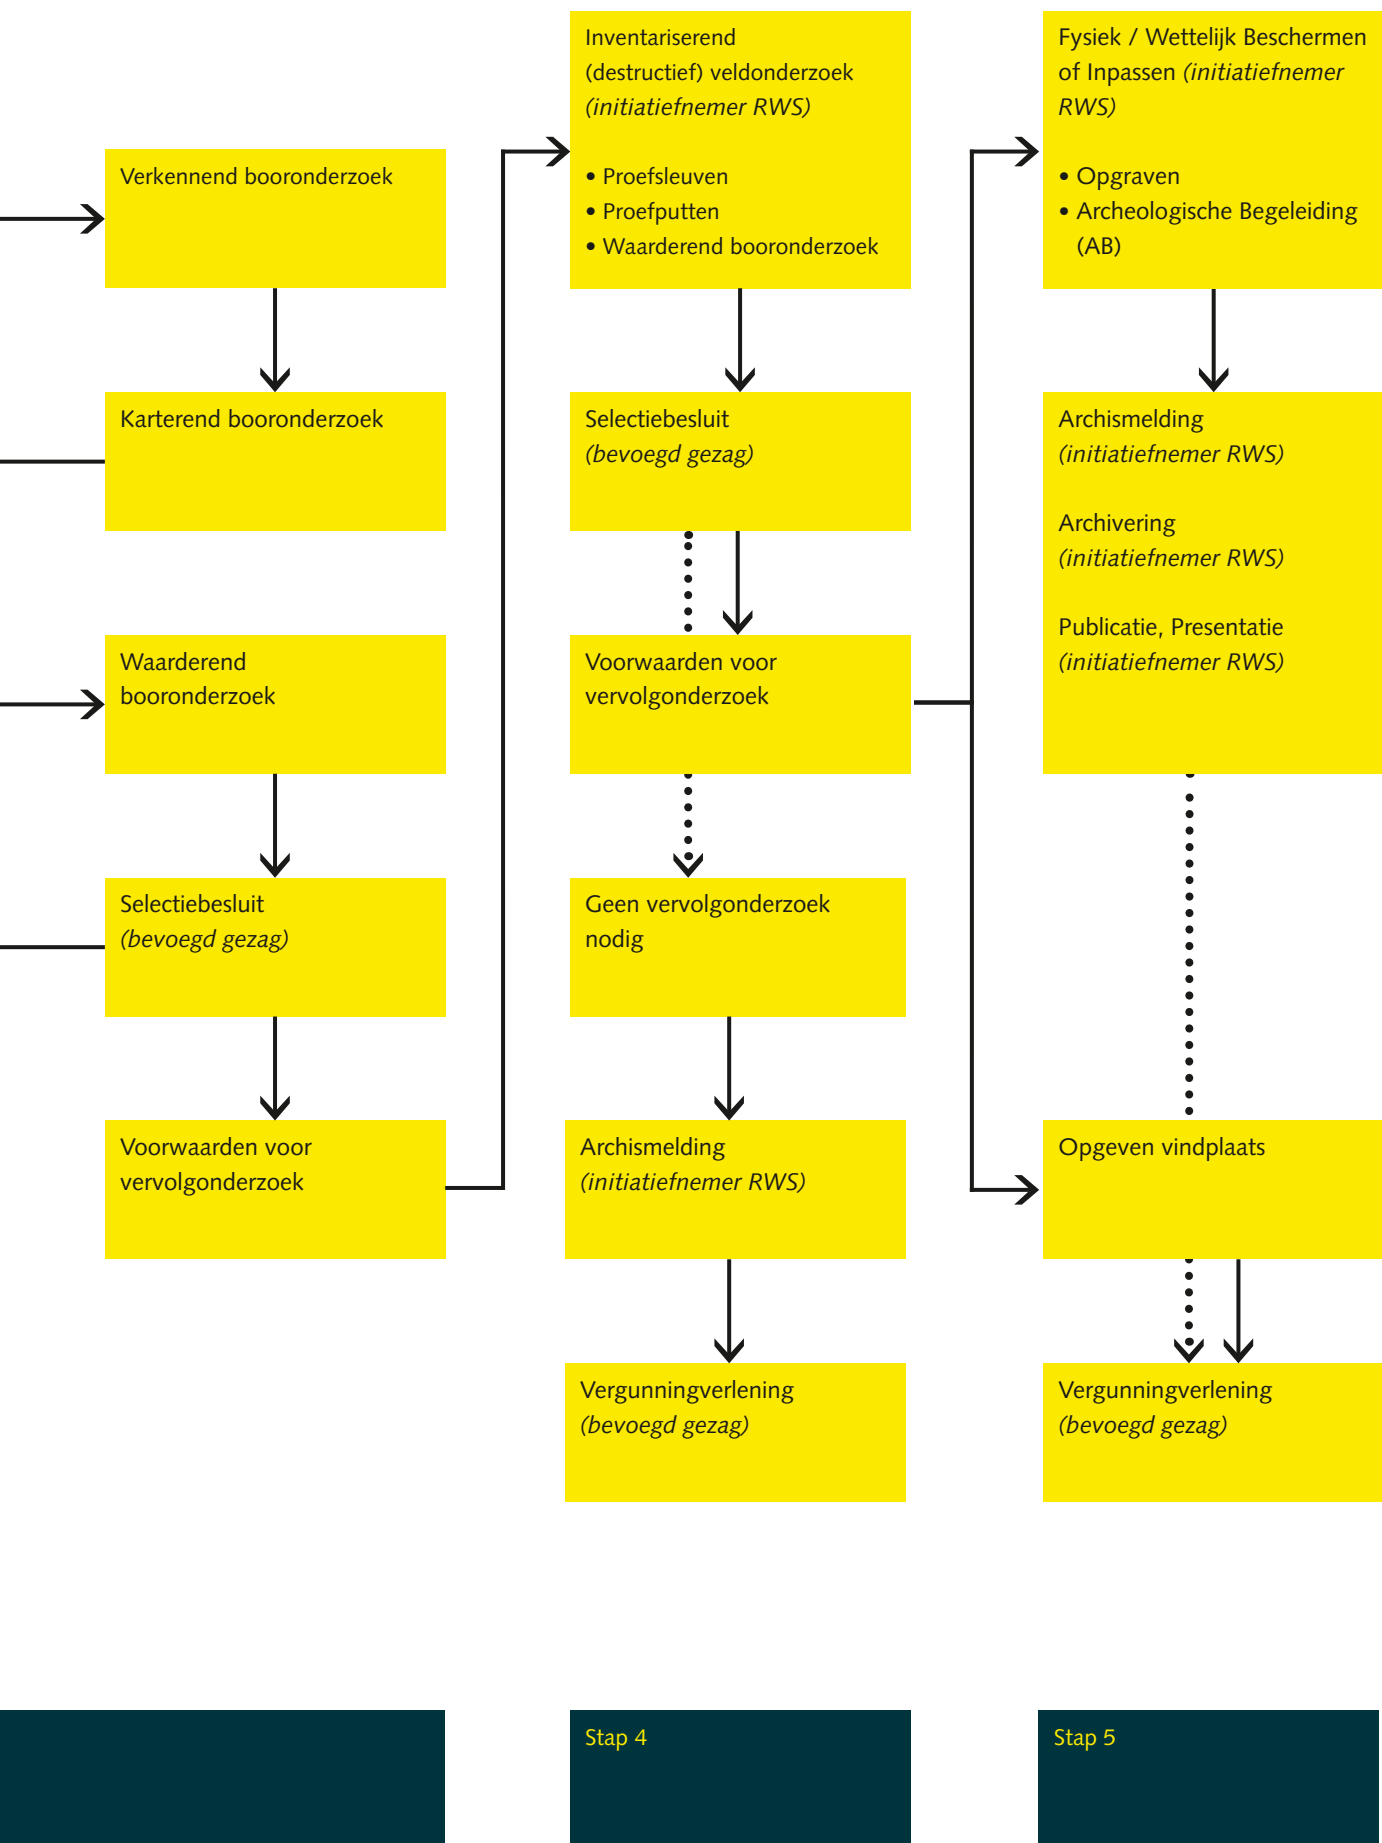 Verkennend booronderzoek
Karterend booronderzoek
Waarderend
booronderzoek
Selectiebesluit
(bevoegd gezag)
Voorwaarden voor
vervolgonderzoek
Inventariserend
(destructief) veldonderzoek
(initiatiefnemer RWS)
• Proefsleuven
• Proefputten
• Waarderend booronderzoek
Selectiebesluit
(bevoegd gezag)
Voorwaarden voor
vervolgonderzoek
Geen vervolgonderzoek
nodig
Archismelding
(initiatiefnemer RWS)
Vergunningverlening
(bevoegd gezag)
Fysiek / Wettelijk Beschermen
of Inpassen (initiatiefnemer
RWS)
• Opgraven
• Archeologische Begeleiding
(AB)
Archismelding
(initiatiefnemer RWS)
Archivering
(initiatiefnemer RWS)
Publicatie, Presentatie
(initiatiefnemer RWS)
Opgeven vindplaats
Vergunningverlening
(bevoegd gezag)
Stap 4
Stap 5